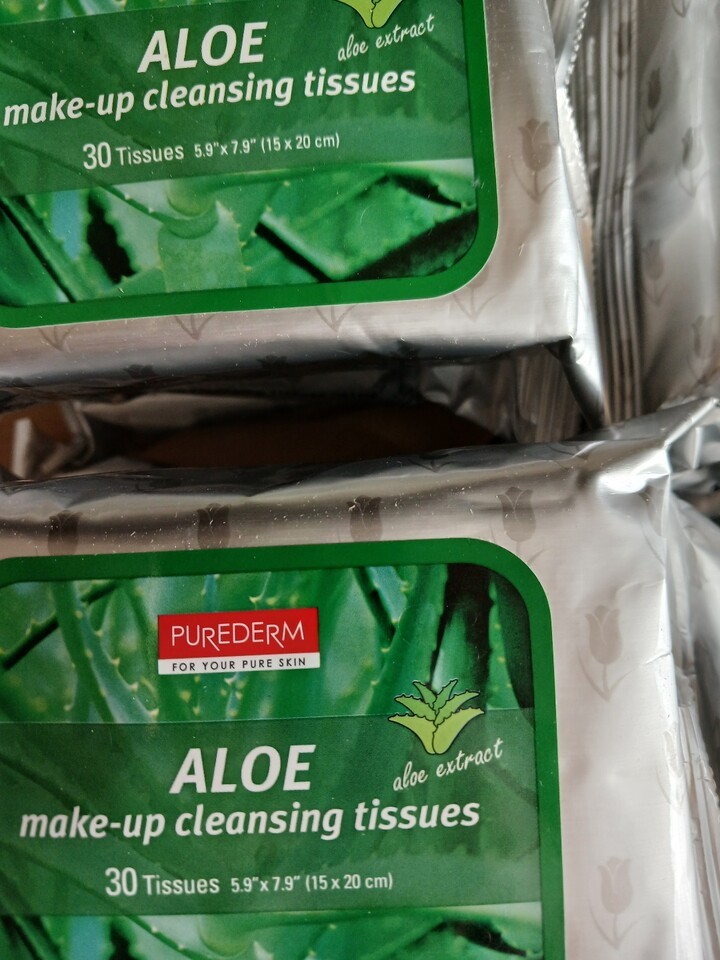 ALOE
aloe extract
make-up cleansing tissues
30 Tissues 5.9"x 7.9" (15 x 20 cm)
PUREDERM
FOR YOUR PURE SKIN
ALOE
aloe extract
make-up cleansing tissues
30 Tissues 5.9"x 7.9" (15 x 20 cm)